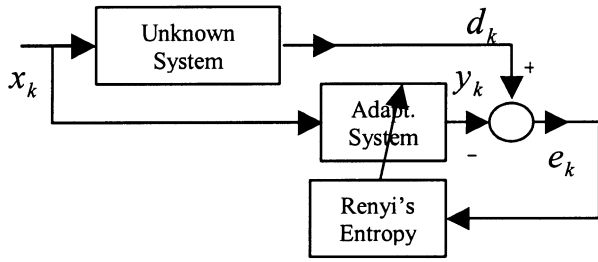 Unknown
System
d_k
x_k
+
y_k
Adapt.
System
-
e_k
Renyi's
Entropy